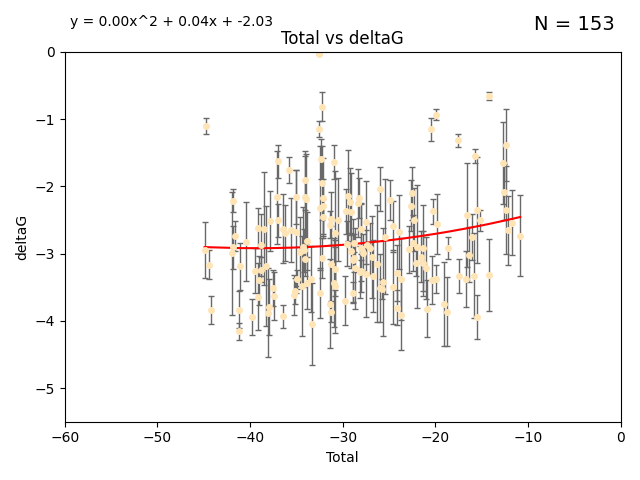 y = 0.00x^2 + 0.04x + -2.03
N = 153
Total vs deltaG
0
−1
−2
−3
−4
−5
deltaG
−60
−50
−40
−30
−20
−10
0
Total